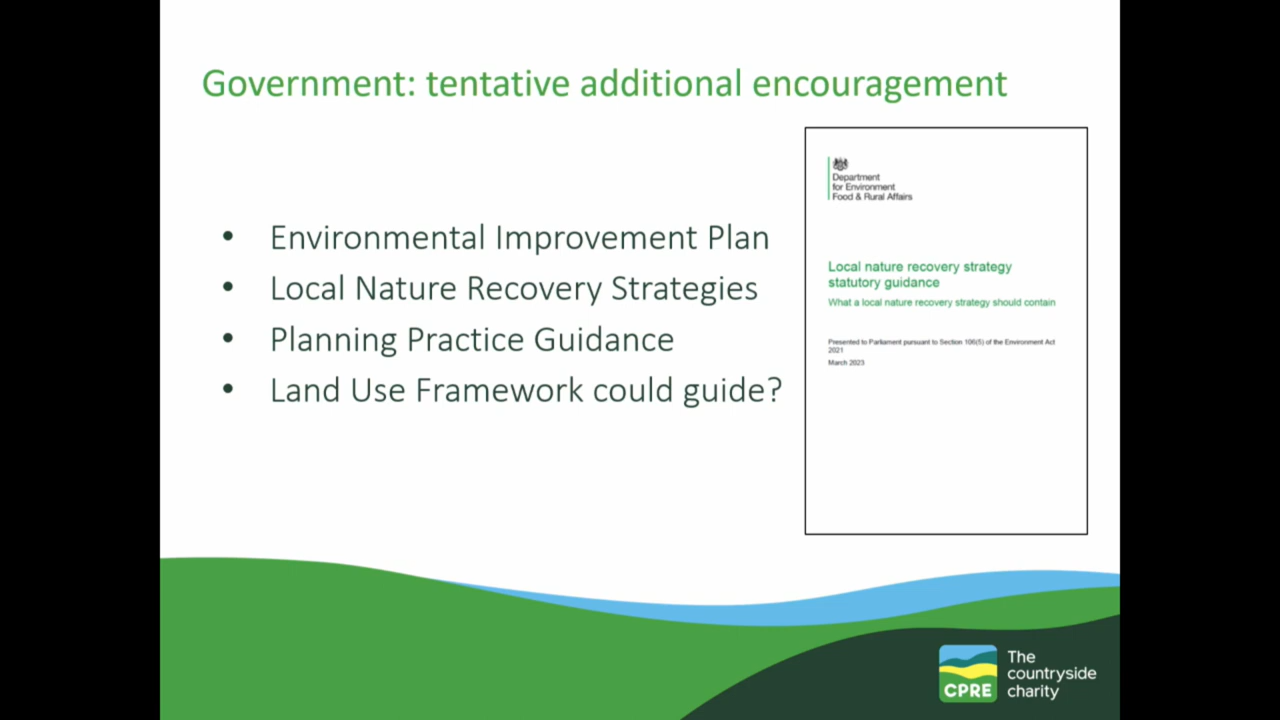 Government: tentative additional encouragement
• Environmental Improvement Plan
• Local Nature Recovery Strategies
• Planning Practice Guidance
• Land Use Framework could guide?
Department
for Environment
Food & Rural Affairs
Local nature recovery strategy
statutory guidance
What a local nature recovery strategy should contain
Presented to Parliament pursuant to Section 106(5) of the Environment Act
2021
March 2023
CPRE
The
countryside
charity